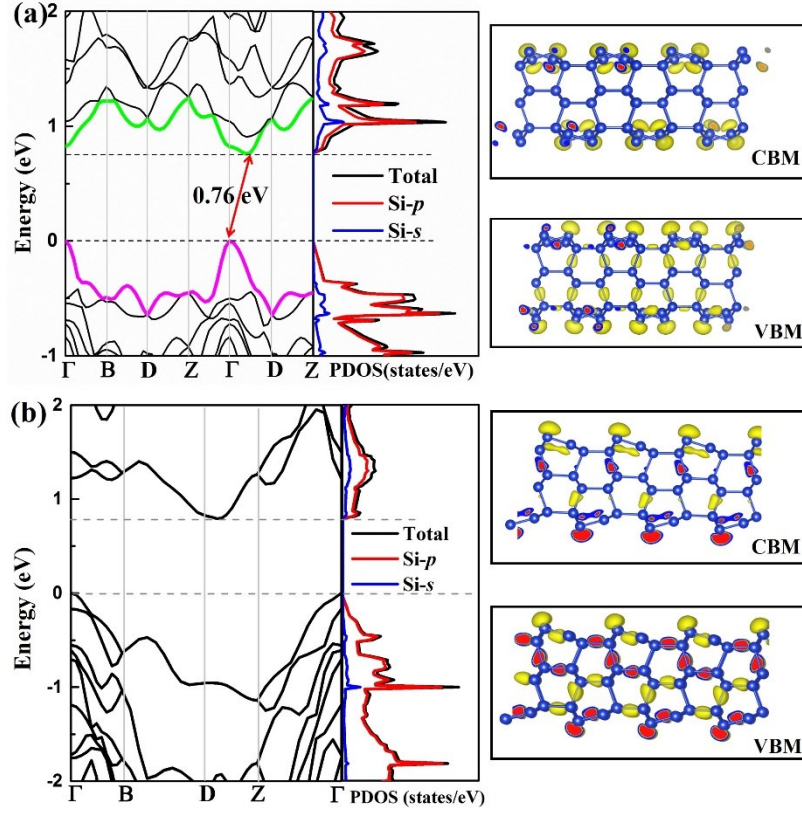 (a)
2
1
0
-1
Energy (eV)
0.76 eV
Total
Si-p
Si-s
Γ B D Z Γ D Z
PDOS(states/eV)
CBM
VBM
(b)
2
1
0
-1
-2
Energy (eV)
Total
Si-p
Si-s
Γ B D Z Γ
PDOS (states/eV)
CBM
VBM